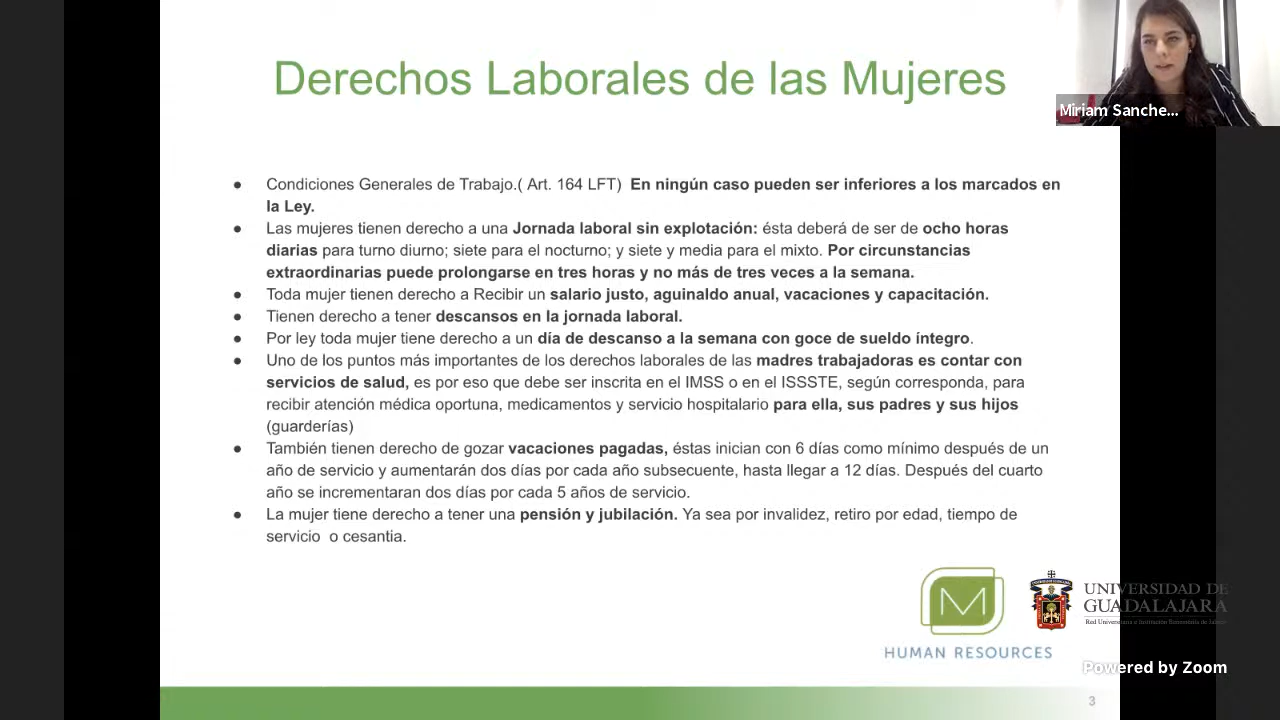 Derechos Laborales de las Mujeres
Miriam Sanche...
● Condiciones Generales de Trabajo.( Art. 164 LFT) En ningún caso pueden ser inferiores a los marcados en
la Ley.
● Las mujeres tienen derecho a una Jornada laboral sin explotación: ésta deberá de ser de ocho horas
diarias para turno diurno; siete para el nocturno; y siete y media para el mixto. Por circunstancias
extraordinarias puede prolongarse en tres horas y no más de tres veces a la semana.
● Toda mujer tienen derecho a Recibir un salario justo, aguinaldo anual, vacaciones y capacitación.
● Tienen derecho a tener descansos en la jornada laboral.
● Por ley toda mujer tiene derecho a un día de descanso a la semana con goce de sueldo íntegro.
● Uno de los puntos más importantes de los derechos laborales de las madres trabajadoras es contar con
servicios de salud, es por eso que debe ser inscrita en el IMSS o en el ISSSTE, según corresponda, para
recibir atención médica oportuna, medicamentos y servicio hospitalario para ella, sus padres y sus hijos
(guarderías)
● También tienen derecho de gozar vacaciones pagadas, éstas inician con 6 días como mínimo después de un
año de servicio y aumentarán dos días por cada año subsecuente, hasta llegar a 12 días. Después del cuarto
año se incrementaran dos días por cada 5 años de servicio.
● La mujer tiene derecho a tener una pensión y jubilación. Ya sea por invalidez, retiro por edad, tiempo de
servicio o cesantia.
M
HUMAN RESOURCES
UNIVERSIDAD DE
GUADALAJARA
Red Universitaria e Institución Benemérita de Jalisco
Powered by Zoom
3